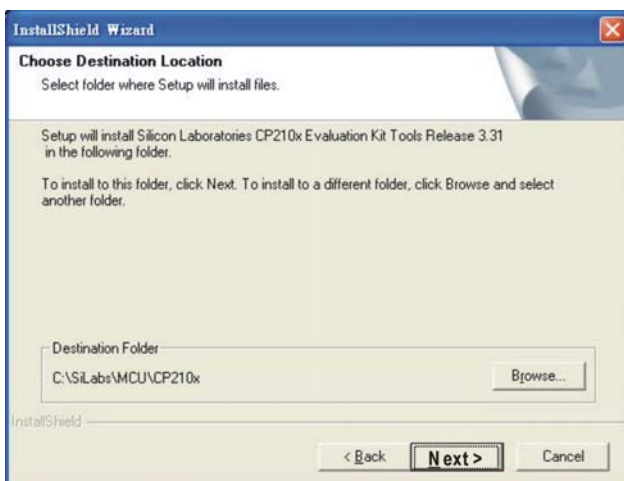 InstallShield Wizard
Choose Destination Location
Select folder where Setup will install files.
Setup will install Silicon Laboratories CP210x Evaluation Kit Tools Release 3.31
in the following folder.
To install to this folder, click Next. To install to a different folder, click Browse and select
another folder.
Destination Folder
C:\SiLabs\MCU\CP210x
Browse...
InstallShield
< Back
Next >
Cancel